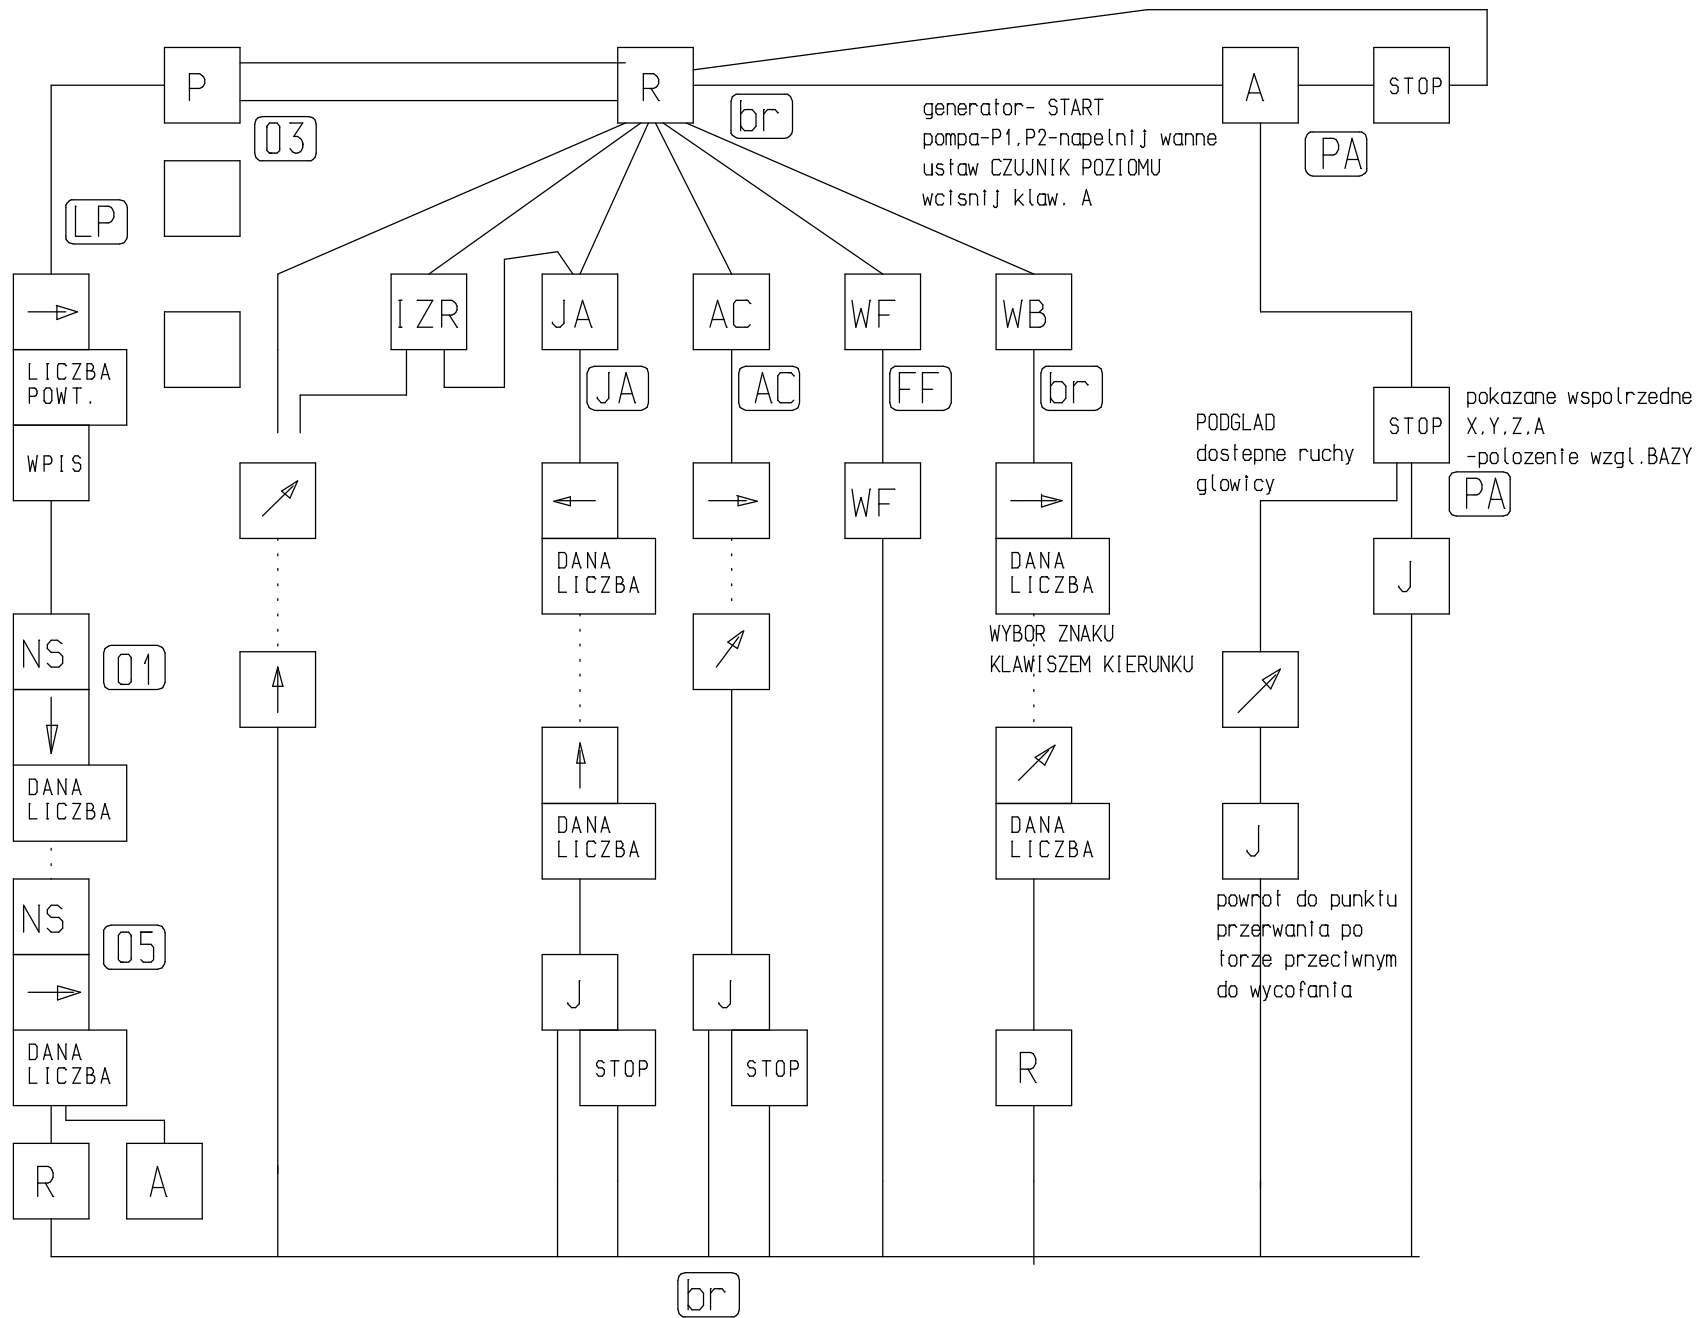 P
R
A
STOP
03
br
generator- START
pompa-P1,P2-napelnij wanne
ustaw CZUJNIK POZIOMU
wcisnij klaw. A
PA
LP
IZR
JA
AC
WF
WB
LICZBA
POWT.
WPIS
JA
AC
FF
br
PODGLAD
dostepne ruchy
glowicy
STOP
pokazane wspolrzedne
X,Y,Z,A
-polozenie wzgl.BAZY
PA
WF
DANA
LICZBA
DANA
LICZBA
J
WYBOR ZNAKU
KLAWISZEM KIERUNKU
NS
01
DANA
LICZBA
DANA
LICZBA
DANA
LICZBA
J
powrot do punktu
przerwania po
torze przeciwnym
do wycofania
NS
05
J
J
DANA
LICZBA
STOP
STOP
R
R
A
br